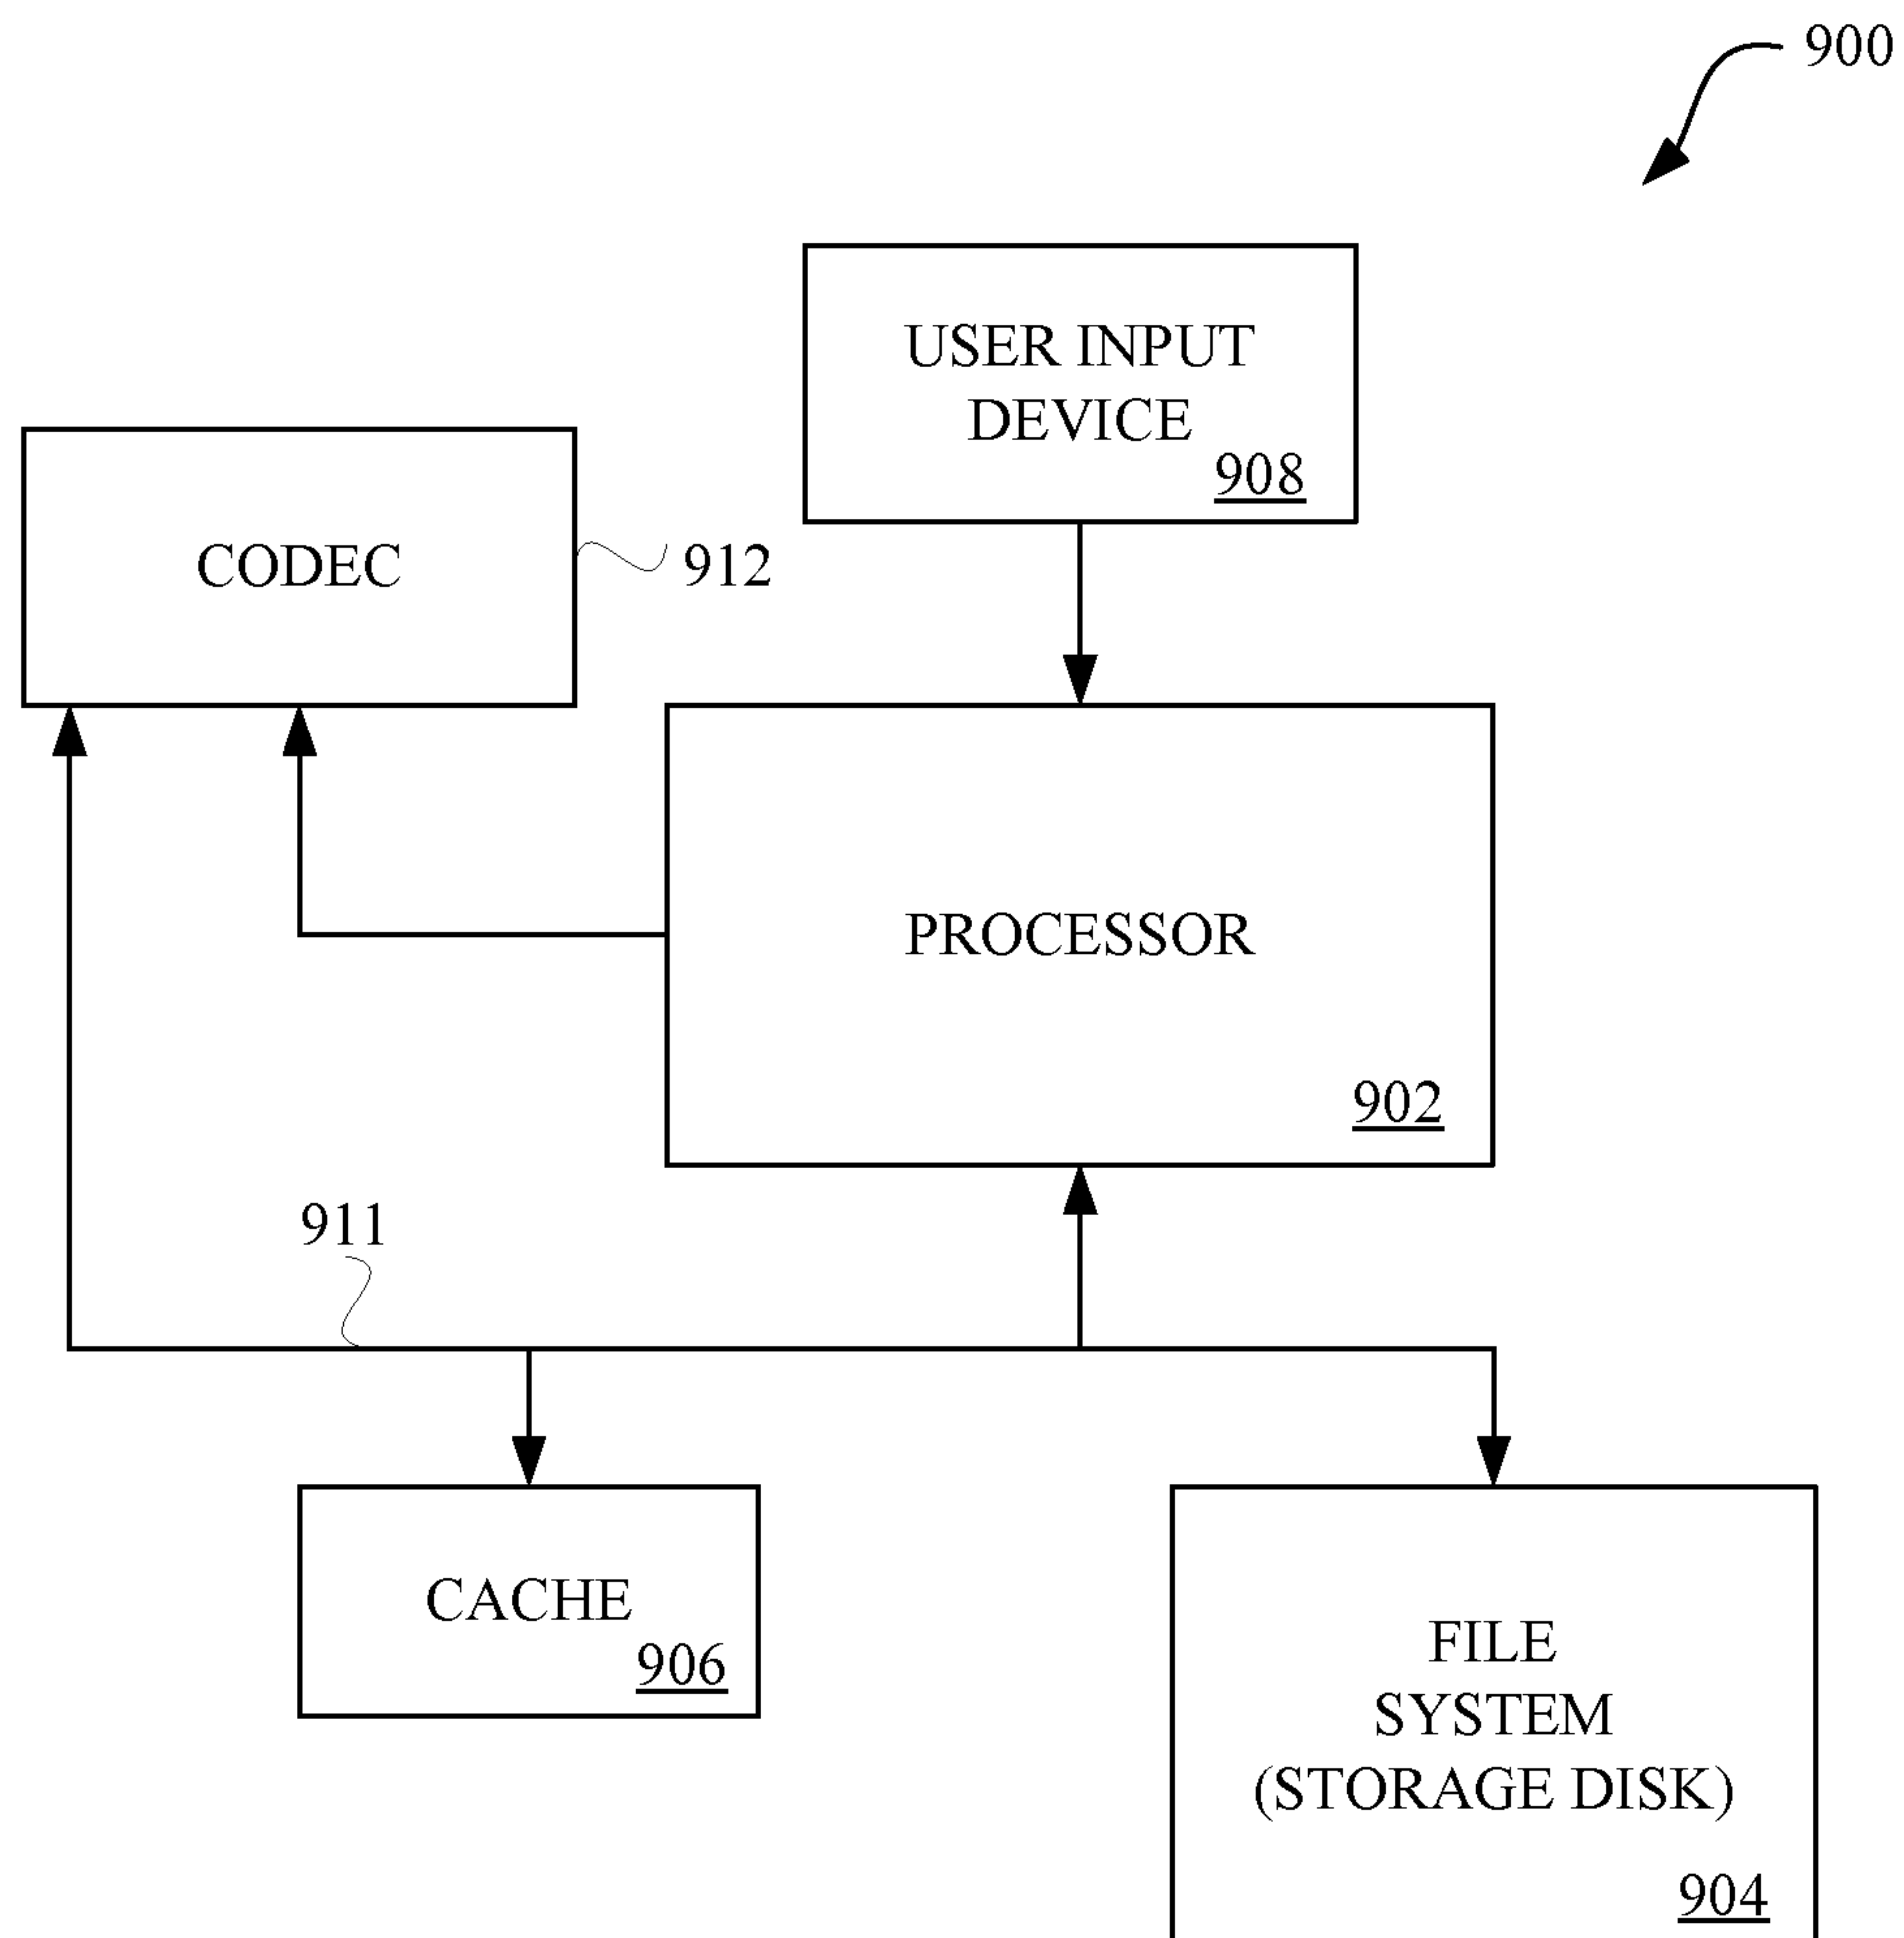 900
USER INPUT
DEVICE
908
CODEC
912
PROCESSOR
902
911
CACHE
906
FILE
SYSTEM
(STORAGE DISK)
904